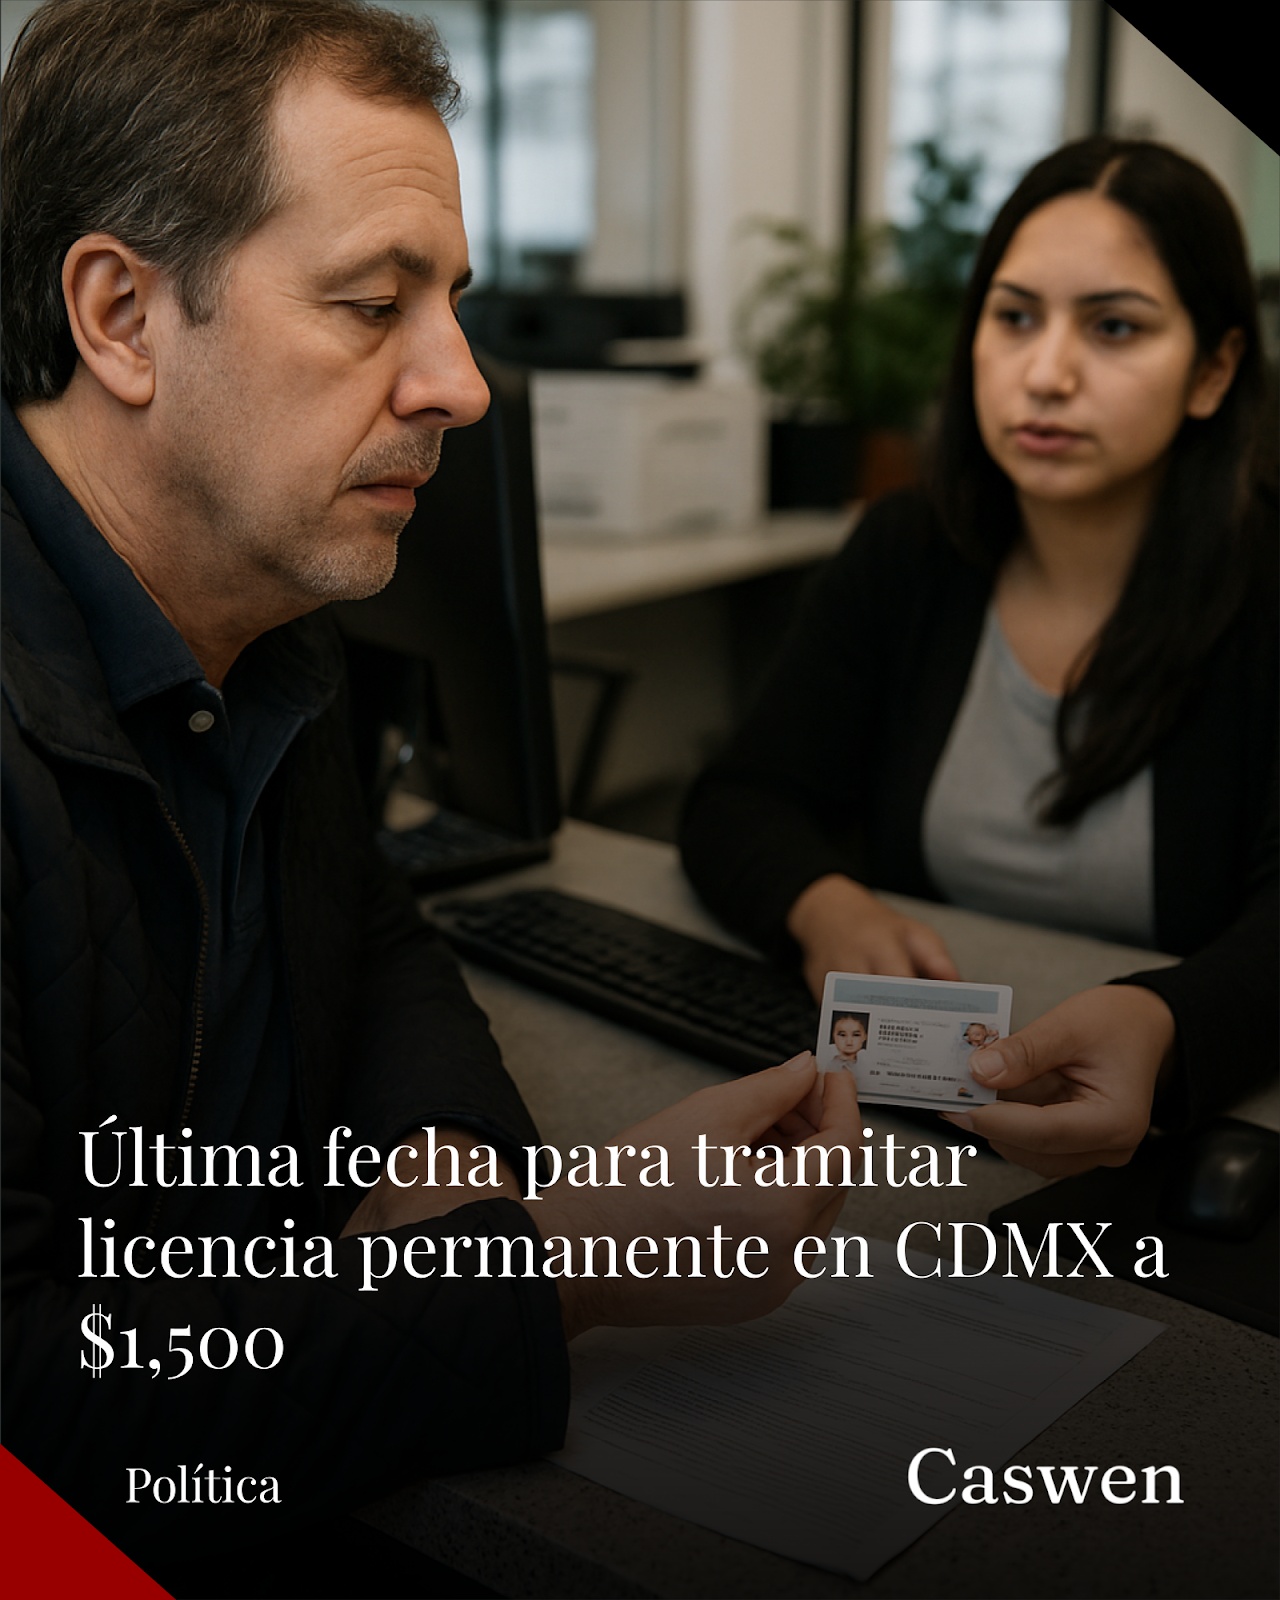 Última fecha para tramitar
licencia permanente en CDMX a
$1,500
Política
Caswen